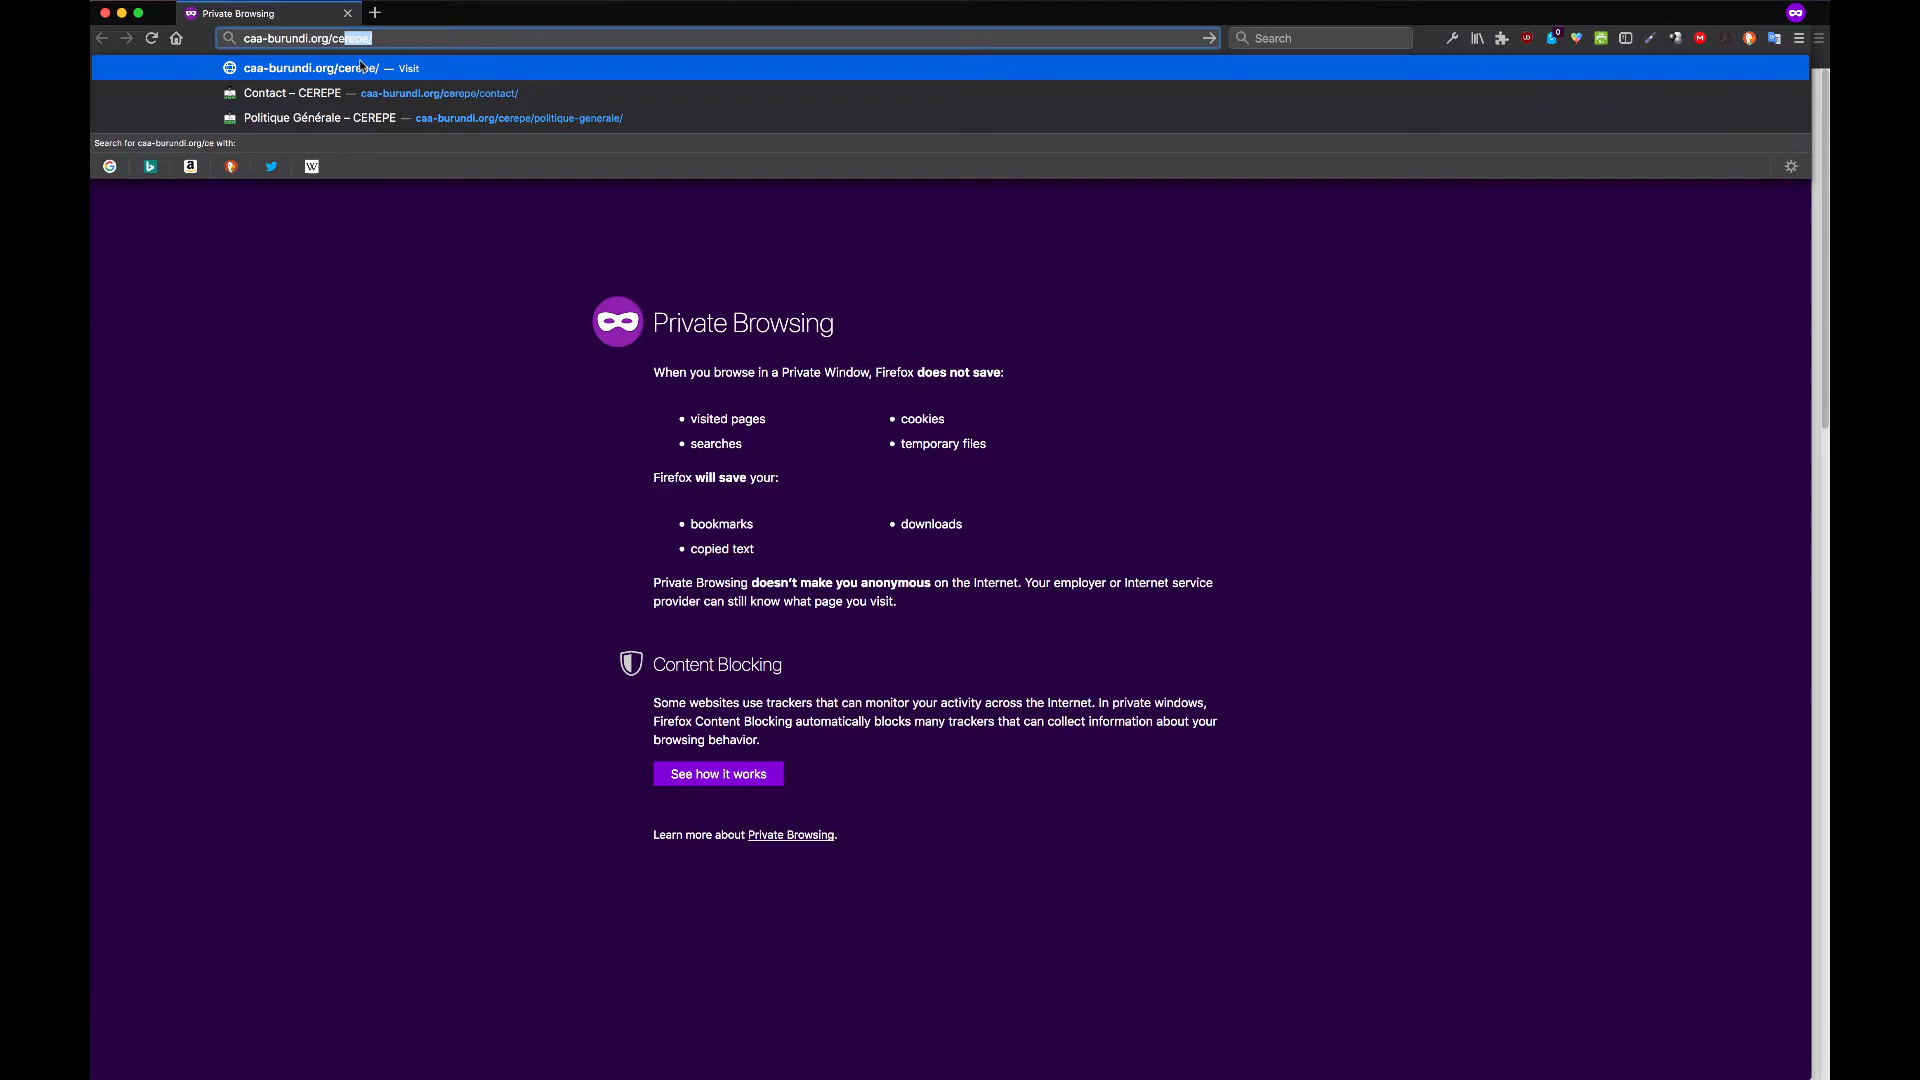 Private Browsing
caa-burundi.org/cerepe/
Search
caa-burundi.org/cerepe/ — Visit
Contact – CEREPE — caa-burundi.org/cerepe/contact/
Politique Générale – CEREPE — caa-burundi.org/cerepe/politique-generale/
Search for caa-burundi.org/ce with:
Private Browsing
When you browse in a Private Window, Firefox does not save:
• visited pages
• cookies
• searches
• temporary files
Firefox will save your:
• bookmarks
• downloads
• copied text
Private Browsing doesn’t make you anonymous on the Internet. Your employer or Internet service
provider can still know what page you visit.
Content Blocking
Some websites use trackers that can monitor your activity across the Internet. In private windows,
Firefox Content Blocking automatically blocks many trackers that can collect information about your
browsing behavior.
See how it works
Learn more about Private Browsing.